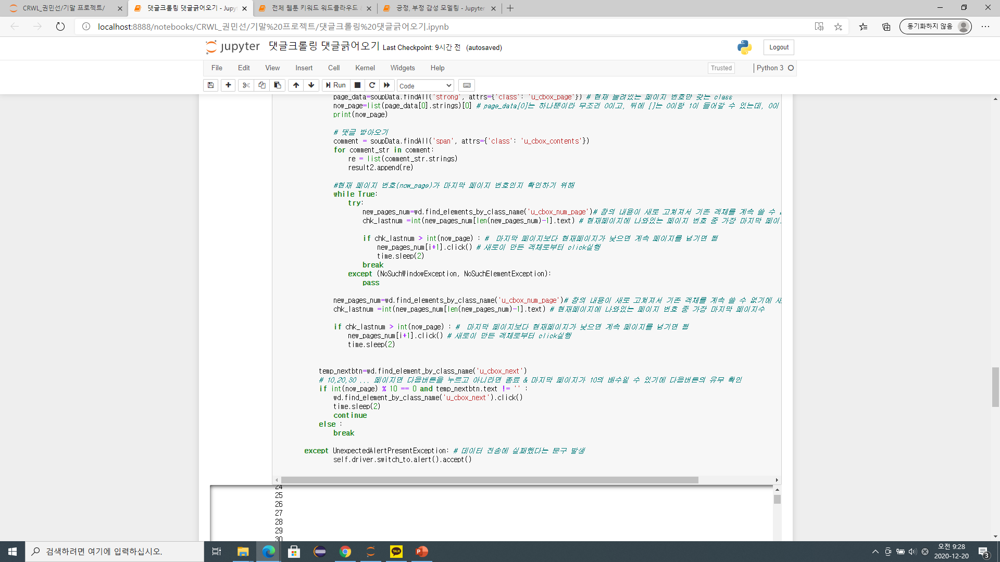 CRWL_권민선/기말 프로젝트/
댓글크롤링 댓글긁어오기 - Jupy
전체 웹툰 키워드 워드클라우드
긍정, 부정 감성 모델링 - Jupyter
localhost:8888/notebooks/CRWL_권민선/기말%20프로젝트/댓글크롤링%20댓글긁어오기.ipynb
동기화하지 않음
jupyter 댓글크롤링 댓글긁어오기 Last Checkpoint: 9시간 전 (autosaved)
Logout
File Edit View Insert Cell Kernel Widgets Help
Trusted Python 3
Run Code
page_data=soupData.findAll('strong', attrs={'class': 'u_cbox_page'}) # 현재 눌려있는 페이지 번호만 갖는 class
now_page=list(page_data[0].strings)[0] # page_data[0]는 하나뿐이라 무조건 0이고, 뒤에 []는 0이랑 1이 들어갈 수 있는데, 0이
print(now_page)
# 댓글 받아오기
comment = soupData.findAll('span', attrs={'class': 'u_cbox_contents'})
for comment_str in comment:
re = list(comment_str.strings)
result2.append(re)
#현재 페이지 번호(now_page)가 마지막 페이지 번호인지 확인하기 위해
while True:
try:
new_pages_num=wd.find_elements_by_class_name('u_cbox_num_page')# 창의 내용이 새로 고쳐져서 기존 객체를 계속 쓸 수 없
chk_lastnum =int(new_pages_num[len(new_pages_num)-1].text) # 현재페이지에 나와있는 페이지 번호 중 가장 마지막 페이
if chk_lastnum > int(now_page) : #  마지막 페이지보다 현재페이지가 낮으면 계속 페이지를 넘기면 됨
new_pages_num[i+1].click() # 새로이 만든 객체로부터 click실행
time.sleep(2)
break
except (NoSuchWindowException, NoSuchElementException):
pass
new_pages_num=wd.find_elements_by_class_name('u_cbox_num_page')# 창의 내용이 새로 고쳐져서 기존 객체를 계속 쓸 수 없기에 새
chk_lastnum =int(new_pages_num[len(new_pages_num)-1].text) # 현재페이지에 나와있는 페이지 번호 중 가장 마지막 페이지수
if chk_lastnum > int(now_page) : #  마지막 페이지보다 현재페이지가 낮으면 계속 페이지를 넘기면 됨
new_pages_num[i+1].click() # 새로이 만든 객체로부터 click실행
time.sleep(2)
temp_nextbtn=wd.find_element_by_class_name('u_cbox_next')
# 10,20,30 ... 페이지면 다음버튼을 누르고 아니라면 종료 & 마지막 페이지가 10의 배수일 수 있기에 다음버튼의 유무 확인
if int(now_page) % 10 == 0 and temp_nextbtn.text != '' :
wd.find_element_by_class_name('u_cbox_next').click()
time.sleep(2)
continue
else :
break
except UnexpectedAlertPresentException: # 데이터 전송에 실패했다는 문구 발생
self.driver.switch_to.alert().accept()
24
25
26
27
28
29
30
검색하려면 여기에 입력하십시오.
TALK
오전 9:28
2020-12-20
3